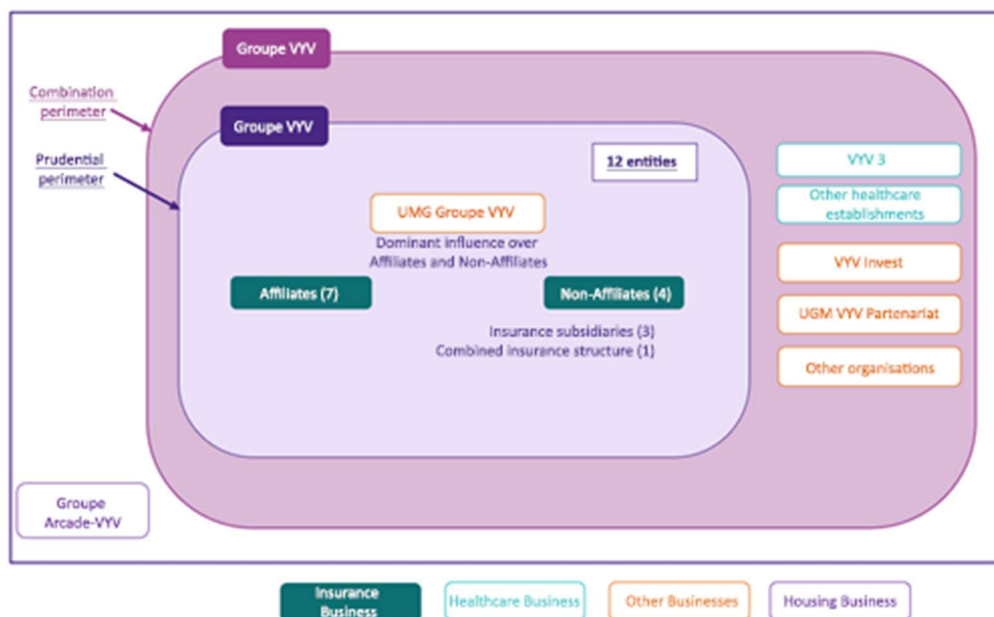 Groupe VYV
Combination
perimeter
Groupe VYV
Prudential
perimeter
12 entities
VYV 3
Other healthcare
establishments
UMG Groupe VYV
Dominant influence over
Affiliates and Non-Affiliates
VYV Invest
Affiliates (7)
Non-Affiliates (4)
UGM VYV Partenariat
Insurance subsidiaries (3)
Combined insurance structure (1)
Other organisations
Groupe
Arcade-VYV
Insurance
Business
Healthcare Business
Other Businesses
Housing Business